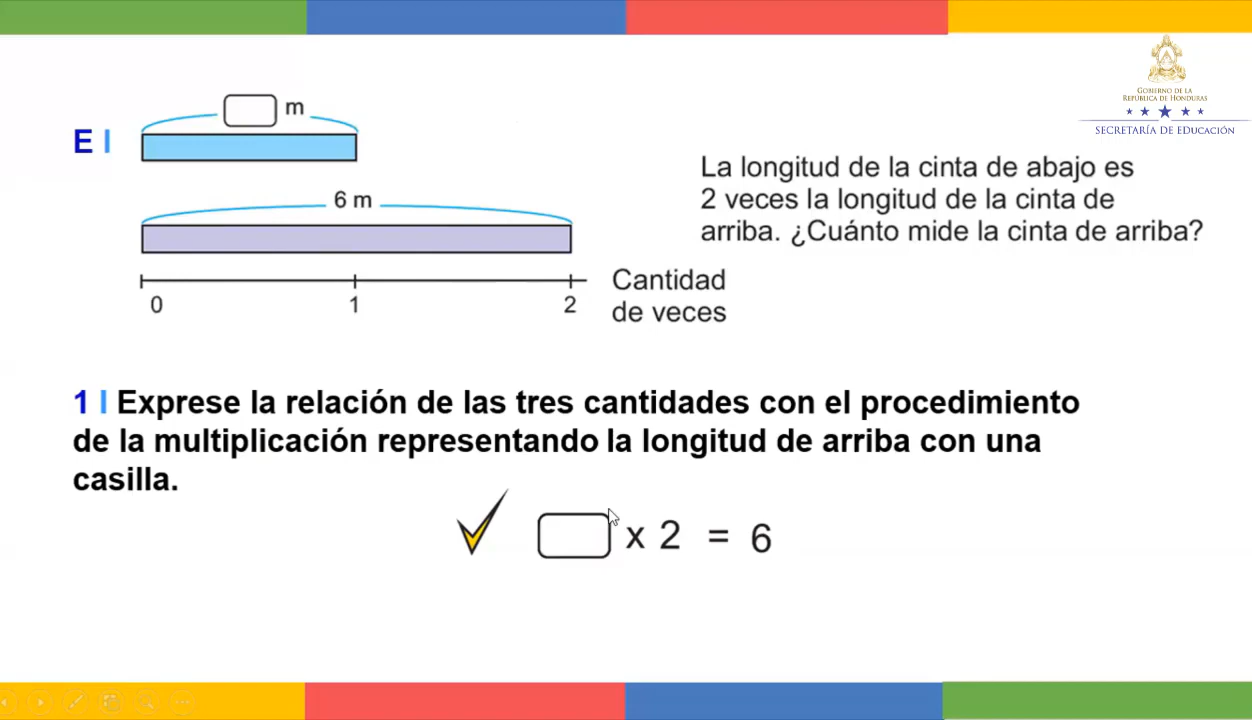 GOBIERNO DE LA
REPÚBLICA DE HONDURAS
SECRETARÍA DE EDUCACIÓN
m
E I
La longitud de la cinta de abajo es
2 veces la longitud de la cinta de
arriba. ¿Cuánto mide la cinta de arriba?
6 m
0 1 2
Cantidad
de veces
1 I Exprese la relación de las tres cantidades con el procedimiento
de la multiplicación representando la longitud de arriba con una
casilla.
x 2 = 6